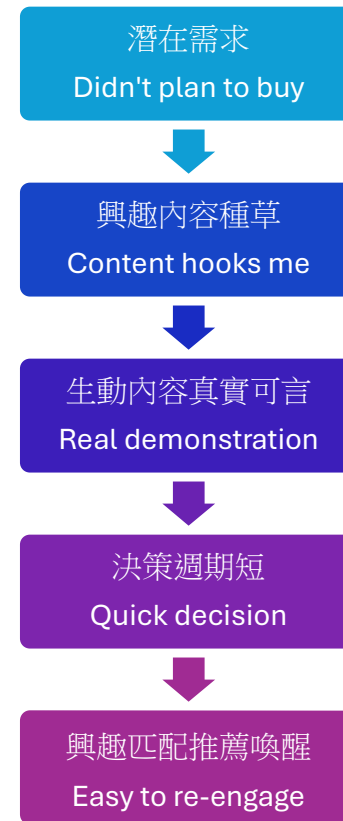 潛在需求
Didn't plan to buy
興趣內容種草
Content hooks me
生動內容真實可言
Real demonstration
決策週期短
Quick decision
興趣匹配推薦喚醒
Easy to re-engage